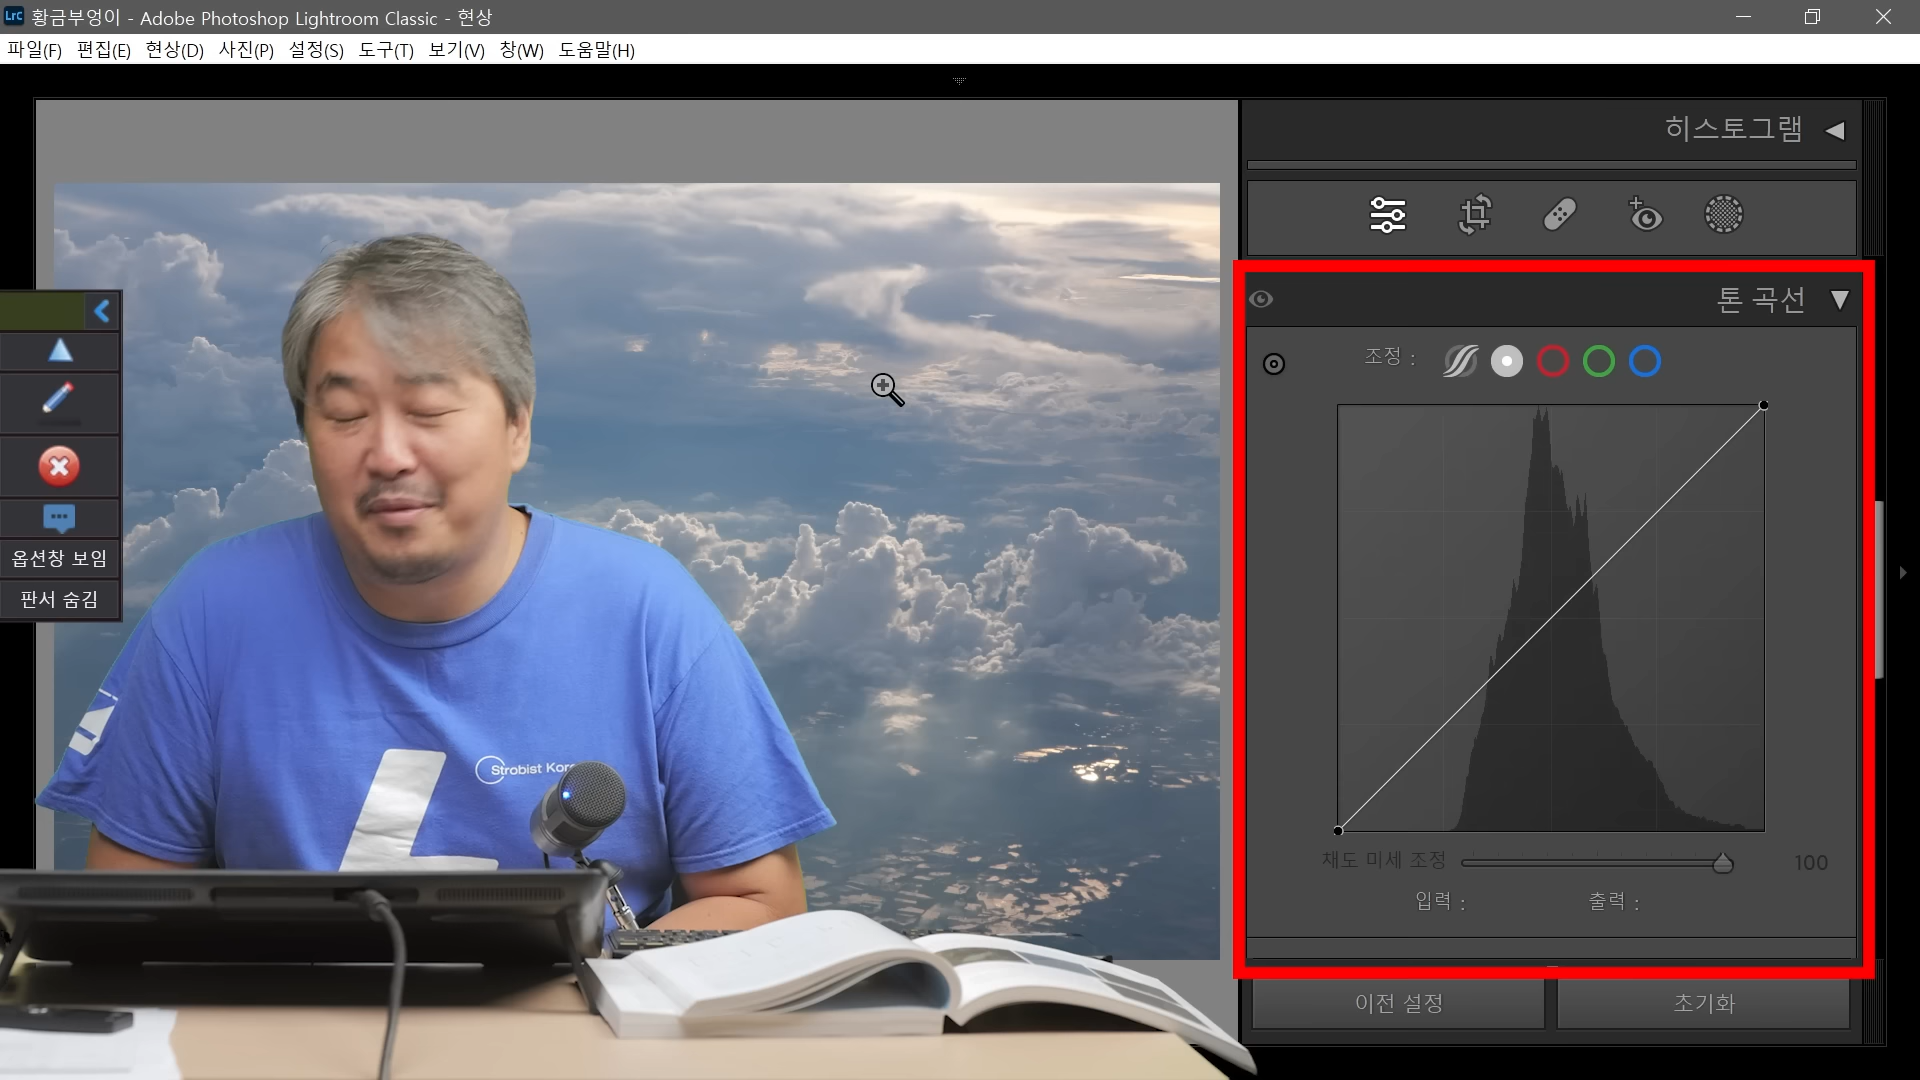 LrC 황금부엉이 - Adobe Photoshop Lightroom Classic - 현상
파일(F) 편집(E) 현상(D) 사진(P) 설정(S) 도구(T) 보기(V) 창(W) 도움말(H)
히스토그램
톤 곡선
조정 :
옵션창 보임
판서 숨김
Strobist Kor
채도 미세 조정 100
입력 : 출력 :
이전 설정 초기화